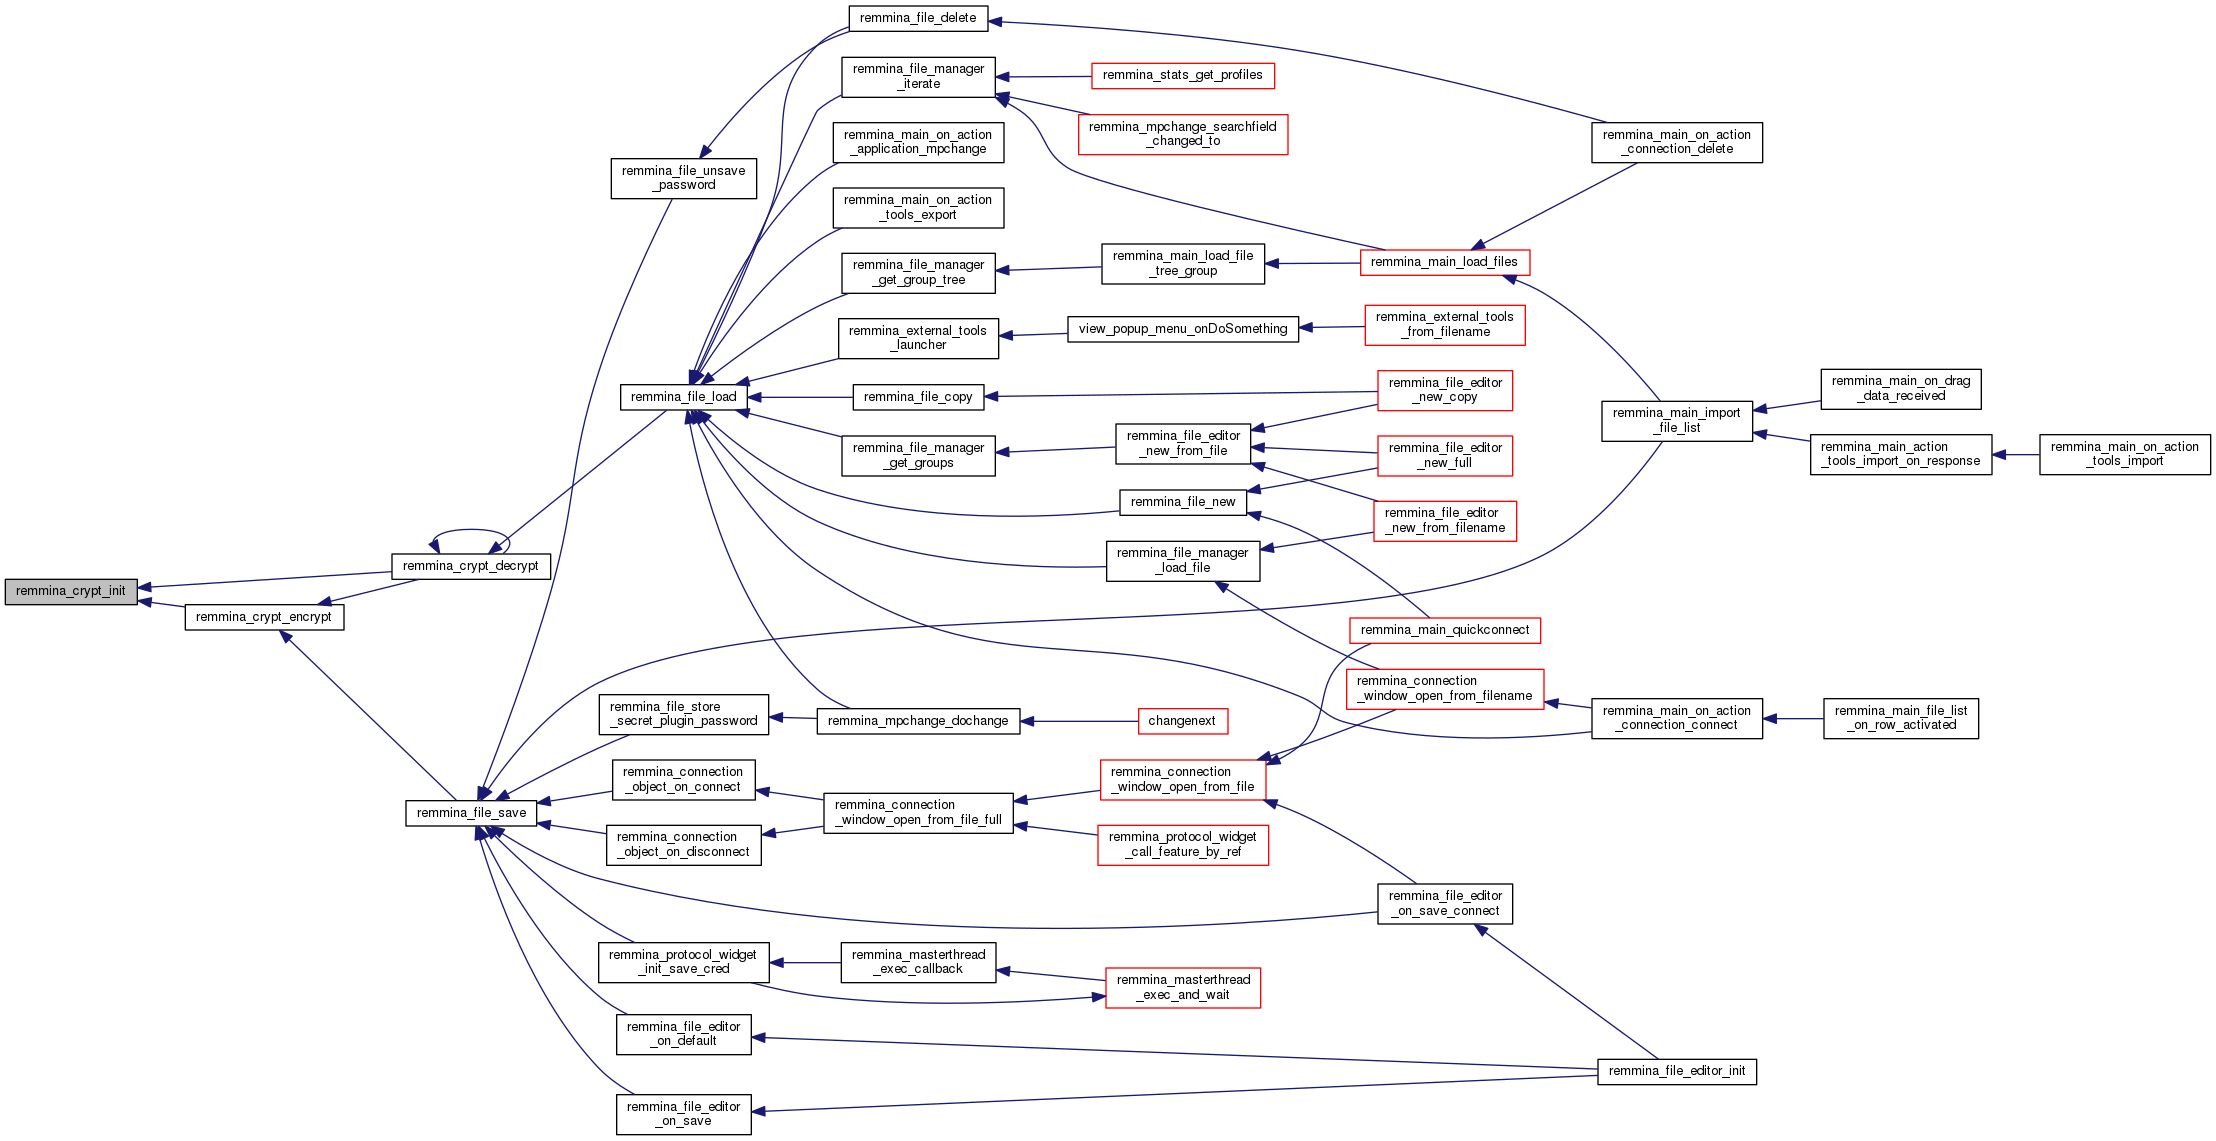 remmina_crypt_init
remmina_crypt_decrypt
remmina_crypt_encrypt
remmina_file_save
remmina_file_unsave
_password
remmina_file_load
remmina_file_store
_secret_plugin_password
remmina_connection
_object_on_connect
remmina_connection
_object_on_disconnect
remmina_protocol_widget
_init_save_cred
remmina_file_editor
_on_default
remmina_file_editor
_on_save
remmina_file_delete
remmina_file_manager
_iterate
remmina_main_on_action
_application_mpchange
remmina_main_on_action
_tools_export
remmina_file_manager
_get_group_tree
remmina_external_tools
_launcher
remmina_file_copy
remmina_file_manager
_get_groups
remmina_mpchange_dochange
remmina_connection
_window_open_from_file_full
remmina_masterthread
_exec_callback
remmina_stats_get_profiles
remmina_mpchange_searchfield
_changed_to
remmina_main_load_file
_tree_group
view_popup_menu_onDoSomething
remmina_file_editor
_new_from_file
remmina_file_new
remmina_file_manager
_load_file
changenext
remmina_connection
_window_open_from_file
remmina_protocol_widget
_call_feature_by_ref
remmina_masterthread
_exec_and_wait
remmina_main_load_files
remmina_external_tools
_from_filename
remmina_file_editor
_new_copy
remmina_file_editor
_new_full
remmina_file_editor
_new_from_filename
remmina_main_quickconnect
remmina_connection
_window_open_from_filename
remmina_file_editor
_on_save_connect
remmina_main_on_action
_connection_delete
remmina_main_import
_file_list
remmina_main_on_action
_connection_connect
remmina_file_editor_init
remmina_main_on_drag
_data_received
remmina_main_action
_tools_import_on_response
remmina_main_file_list
_on_row_activated
remmina_main_on_action
_tools_import